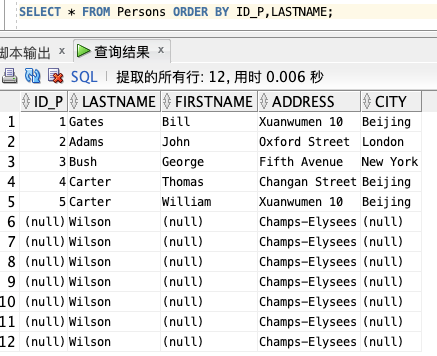 SELECT * FROM Persons ORDER BY ID_P,LASTNAME;
脚本输出 × 查询结果 ×
SQL | 提取的所有行: 12, 用时 0.006 秒
ID_P LASTNAME FIRSTNAME ADDRESS CITY
1 1 Gates Bill Xuanwumen 10 Beijing
2 2 Adams John Oxford Street London
3 3 Bush George Fifth Avenue New York
4 4 Carter Thomas Changan Street Beijing
5 5 Carter William Xuanwumen 10 Beijing
6 (null) Wilson (null) Champs-Elysees (null)
7 (null) Wilson (null) Champs-Elysees (null)
8 (null) Wilson (null) Champs-Elysees (null)
9 (null) Wilson (null) Champs-Elysees (null)
10 (null) Wilson (null) Champs-Elysees (null)
11 (null) Wilson (null) Champs-Elysees (null)
12 (null) Wilson (null) Champs-Elysees (null)